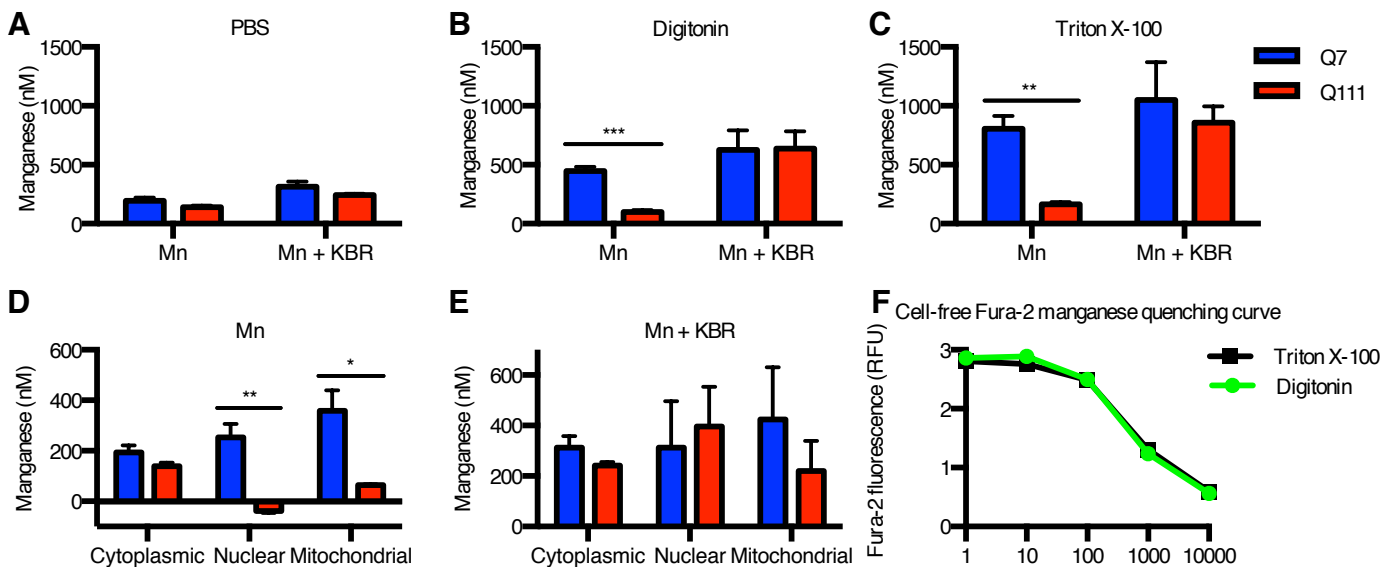 A
PBS
Manganese (nM)
1500
1000
500
0
Mn
Mn + KBR
B
Digitonin
Manganese (nM)
1500
1000
500
0
***
Mn
Mn + KBR
C
Triton X-100
Manganese (nM)
1500
1000
500
0
**
Mn
Mn + KBR
Q7
Q111
D
Mn
Manganese (nM)
600
400
200
0
**
*
Cytoplasmic Nuclear Mitochondrial
E
Mn + KBR
Manganese (nM)
600
400
200
0
Cytoplasmic Nuclear Mitochondrial
F
Cell-free Fura-2 manganese quenching curve
Fura-2 fluorescence (RFU)
3
2
1
0
1 10 100 1000 10000
Triton X-100
Digitonin